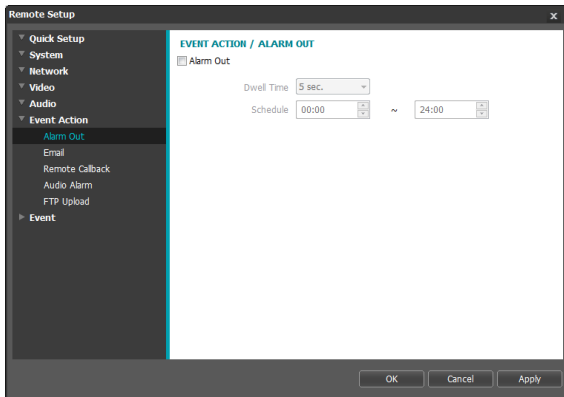 Remote Setup
x
Quick Setup
System
Network
Video
Audio
Event Action
Alarm Out
Email
Remote Callback
Audio Alarm
FTP Upload
Event
EVENT ACTION / ALARM OUT
Alarm Out
Dwell Time 5 sec.
Schedule 00:00 ~ 24:00
OK Cancel Apply